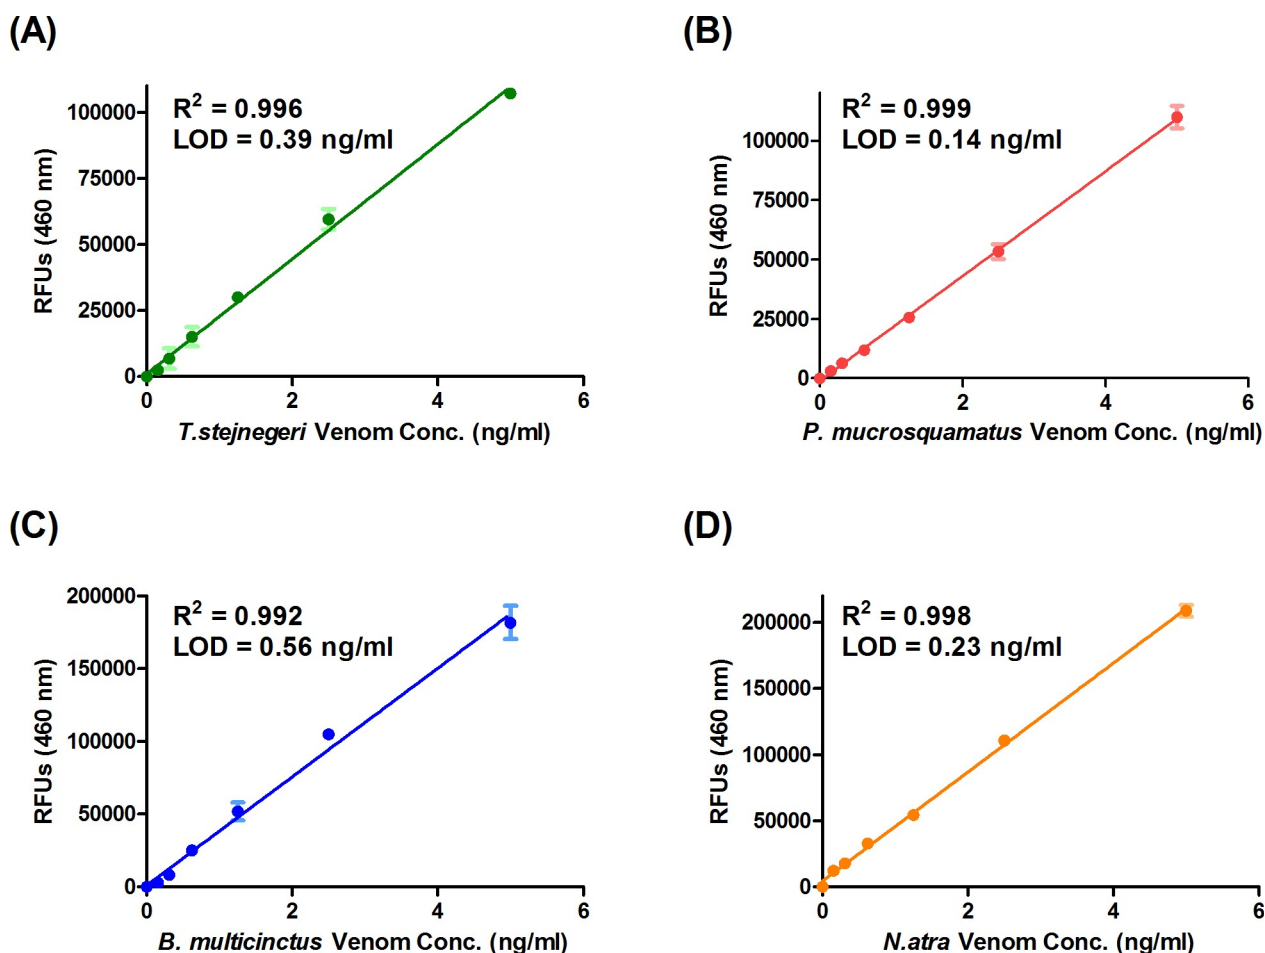 (A)
R² = 0.996
LOD = 0.39 ng/ml
100000
75000
50000
25000
0
RFUs (460 nm)
0 2 4 6
T.stejnegeri Venom Conc. (ng/ml)
(B)
R² = 0.999
LOD = 0.14 ng/ml
100000
75000
50000
25000
0
RFUs (460 nm)
0 2 4 6
P. mucrosquamatus Venom Conc. (ng/ml)
(C)
R² = 0.992
LOD = 0.56 ng/ml
200000
150000
100000
50000
0
RFUs (460 nm)
0 2 4 6
B. multicinctus Venom Conc. (ng/ml)
(D)
R² = 0.998
LOD = 0.23 ng/ml
200000
150000
100000
50000
0
RFUs (460 nm)
0 2 4 6
N.atra Venom Conc. (ng/ml)